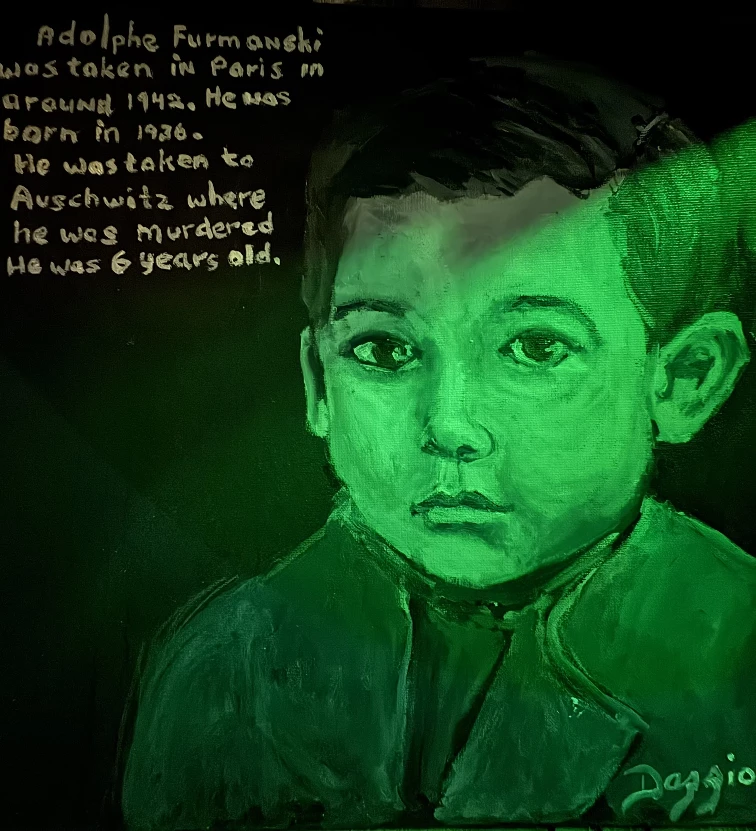 Adolphe Furmanski
was taken in Paris in
around 1942. He was
born in 1936.
He was taken to
Auschwitz where
he was murdered
He was 6 years old.
Daggio